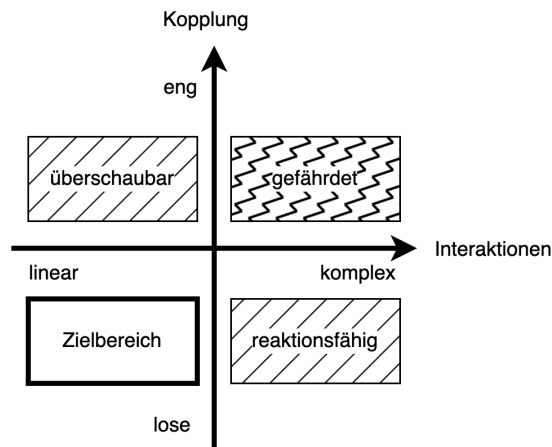 Kopplung
eng
überschaubar
gefährdet
Interaktionen
linear
komplex
Zielbereich
reaktionsfähig
lose